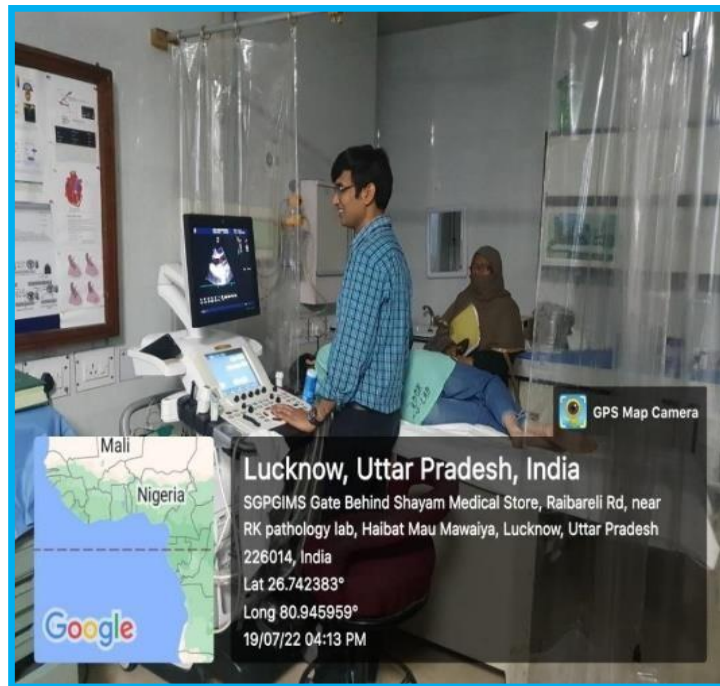 GPS Map Camera
Mali
Nigeria
Google
Lucknow, Uttar Pradesh, India
SGPGIMS Gate Behind Shayam Medical Store, Raibareli Rd, near
RK pathology lab, Haibat Mau Mawaiya, Lucknow, Uttar Pradesh
226014, India
Lat 26.742383°
Long 80.945959°
19/07/22 04:13 PM